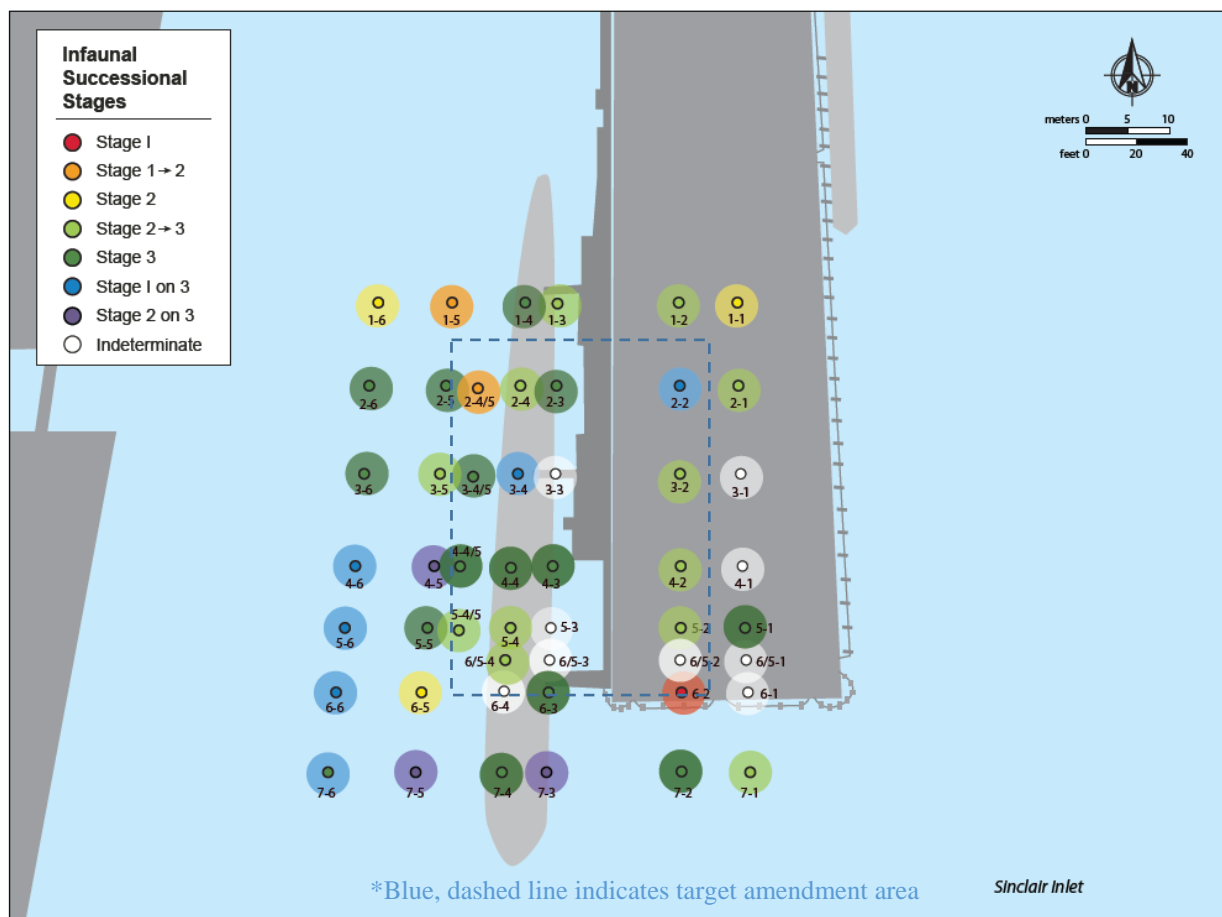 Infaunal
Successional
Stages
Stage I
Stage 1→2
Stage 2
Stage 2→3
Stage 3
Stage I on 3
Stage 2 on 3
Indeterminate
N
meters 0 5 10
feet 0 20 40
1-6 1-5 1-4 1-3 1-2 1-1
2-6 2-5 2-4/5 2-4 2-3 2-2 2-1
3-6 3-5 3-4/5 3-4 3-3 3-2 3-1
4-4/5
4-6 4-5 4-4 4-3 4-2 4-1
5-4/5
5-6 5-5 5-4 5-3 5-2 5-1
6/5-4 6/5-3 6/5-2 6/5-1
6-6 6-5 6-4 6-3 6-2 6-1
7-6 7-5 7-4 7-3 7-2 7-1
*Blue, dashed line indicates target amendment area
Sinclair Inlet